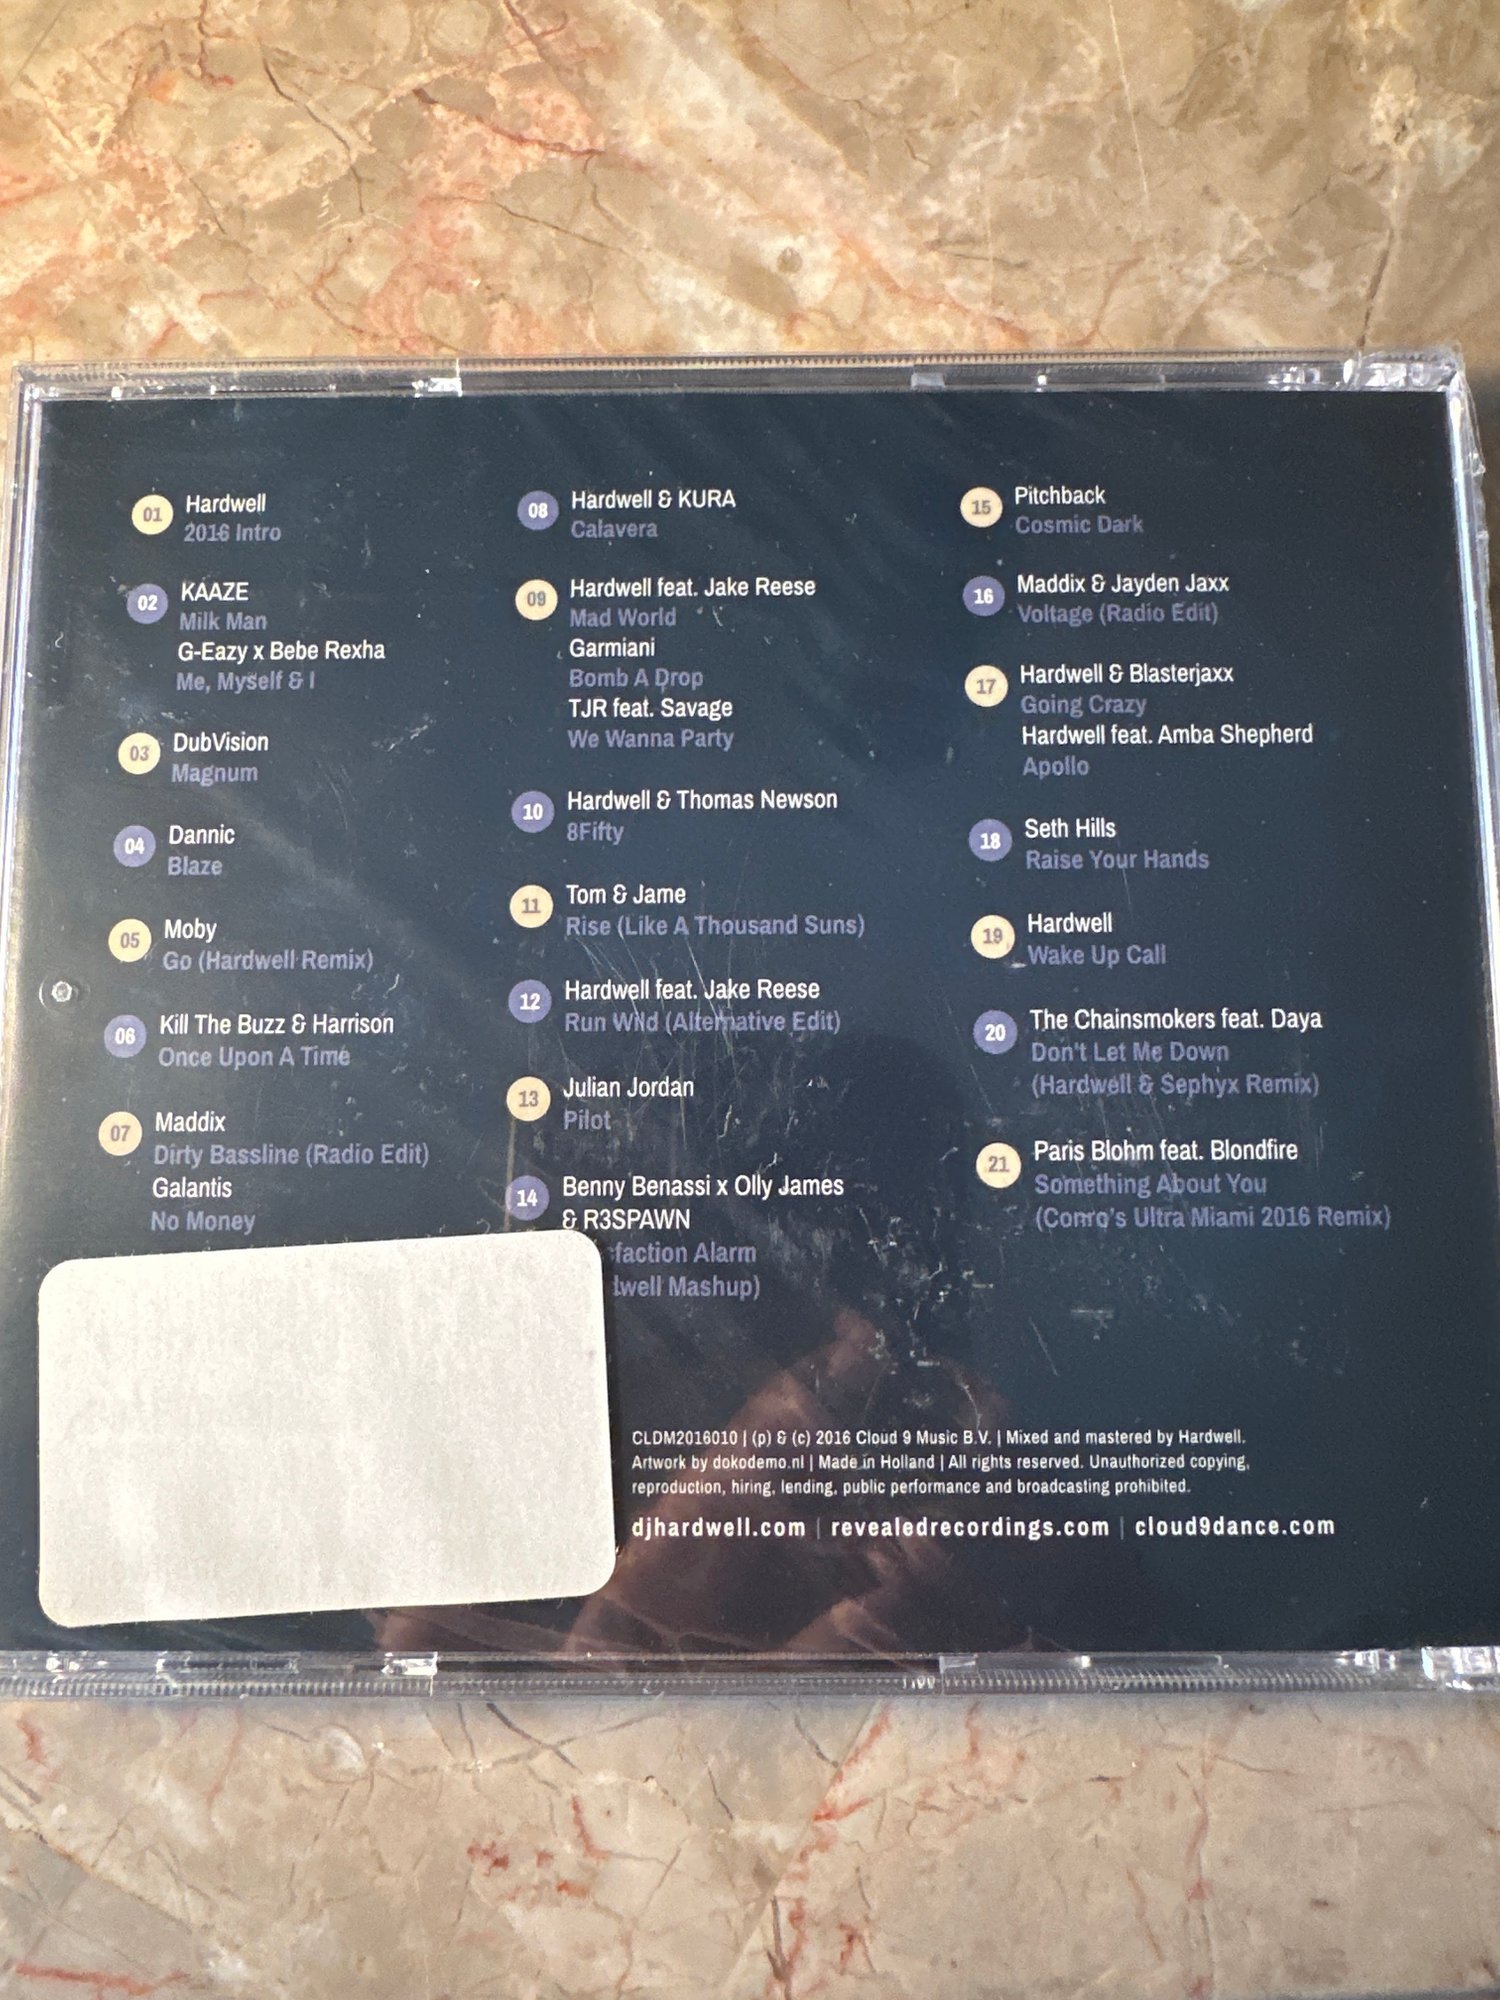 01
Hardwell
2016 Intro
02
KAAZE
Milk Man
G-Eazy x Bebe Rexha
Me, Myself & I
03
DubVision
Magnum
04
Dannic
Blaze
05
Moby
Go (Hardwell Remix)
06
Kill The Buzz & Harrison
Once Upon A Time
07
Maddix
Dirty Bassline (Radio Edit)
Galantis
No Money
08
Hardwell & KURA
Calavera
09
Hardwell feat. Jake Reese
Mad World
Garmiani
Bomb A Drop
TJR feat. Savage
We Wanna Party
10
Hardwell & Thomas Newson
8Fifty
11
Tom & Jame
Rise (Like A Thousand Suns)
12
Hardwell feat. Jake Reese
Run Wild (Alternative Edit)
13
Julian Jordan
Pilot
14
Benny Benassi x Olly James
& R3SPAWN
Alarm
Mashup)
15
Pitchback
Cosmic Dark
16
Maddix & Jayden Jaxx
Voltage (Radio Edit)
17
Hardwell & Blasterjaxx
Going Crazy
Hardwell feat. Amba Shepherd
Apollo
18
Seth Hills
Raise Your Hands
19
Hardwell
Wake Up Call
20
The Chainsmokers feat. Daya
Don't Let Me Down
(Hardwell & Sephyx Remix)
21
Paris Blohm feat. Blondfire
Something About You
(Conro's Ultra Miami 2016 Remix)
CLDM2016010 | (p) & (c) 2016 Cloud 9 Music B.V. | Mixed and mastered by Hardwell.
Artwork by dokodemo.nl | Made in Holland | All rights reserved. Unauthorized copying,
reproduction, hiring, lending, public performance and broadcasting prohibited.
djhardwell.com | revealedrecordings.com | cloud9dance.com